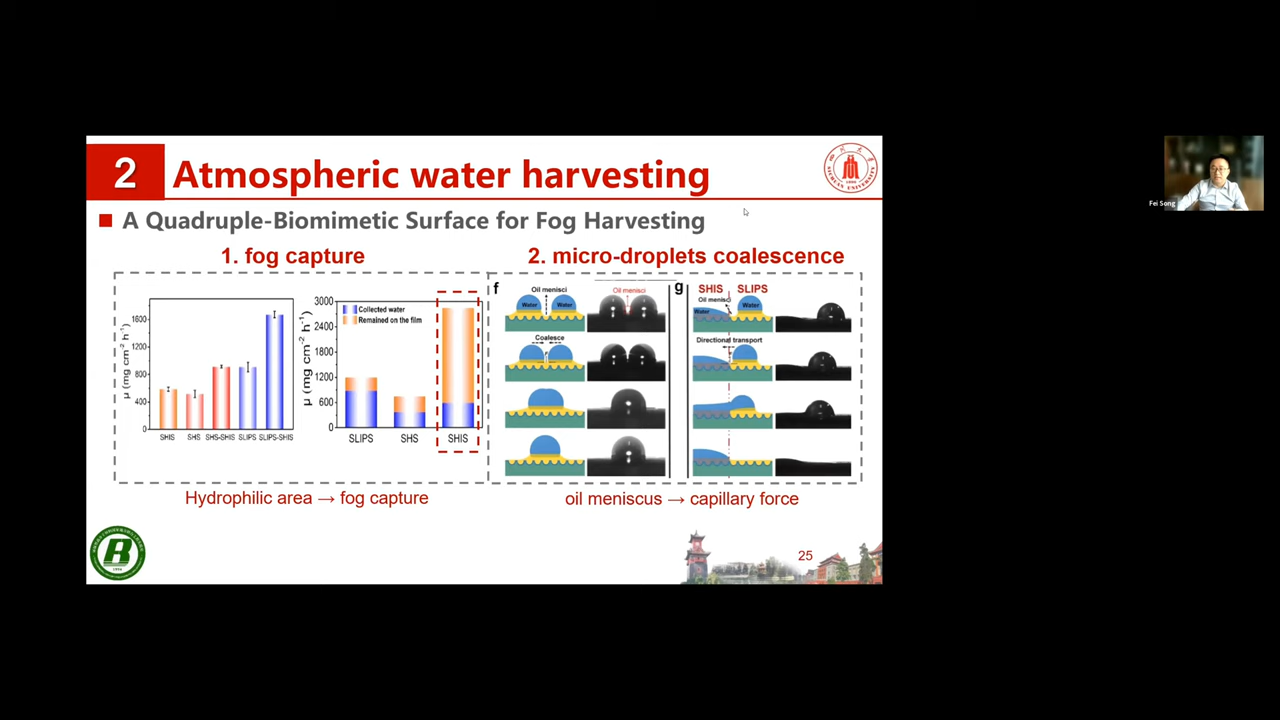 2
Atmospheric water harvesting
SICHUAN UNIVERSITY
A Quadruple-Biomimetic Surface for Fog Harvesting
1. fog capture
2. micro-droplets coalescence
μ (mg cm⁻² h⁻¹)
1600
1200
800
400
0
SHIS
SHS
SHS-SHIS
SLIPS
SLIPS-SHIS
μ (mg cm⁻² h⁻¹)
3000
2400
1800
1200
600
0
Collected water
Remained on the film
SLIPS
SHS
SHIS
f
Oil menisci
Water
Water
Oil menisci
Coalesce
g
SHIS
SLIPS
Oil menisci
Water
Water
Directional transport
Hydrophilic area → fog capture
oil meniscus → capillary force
25
Fei Song